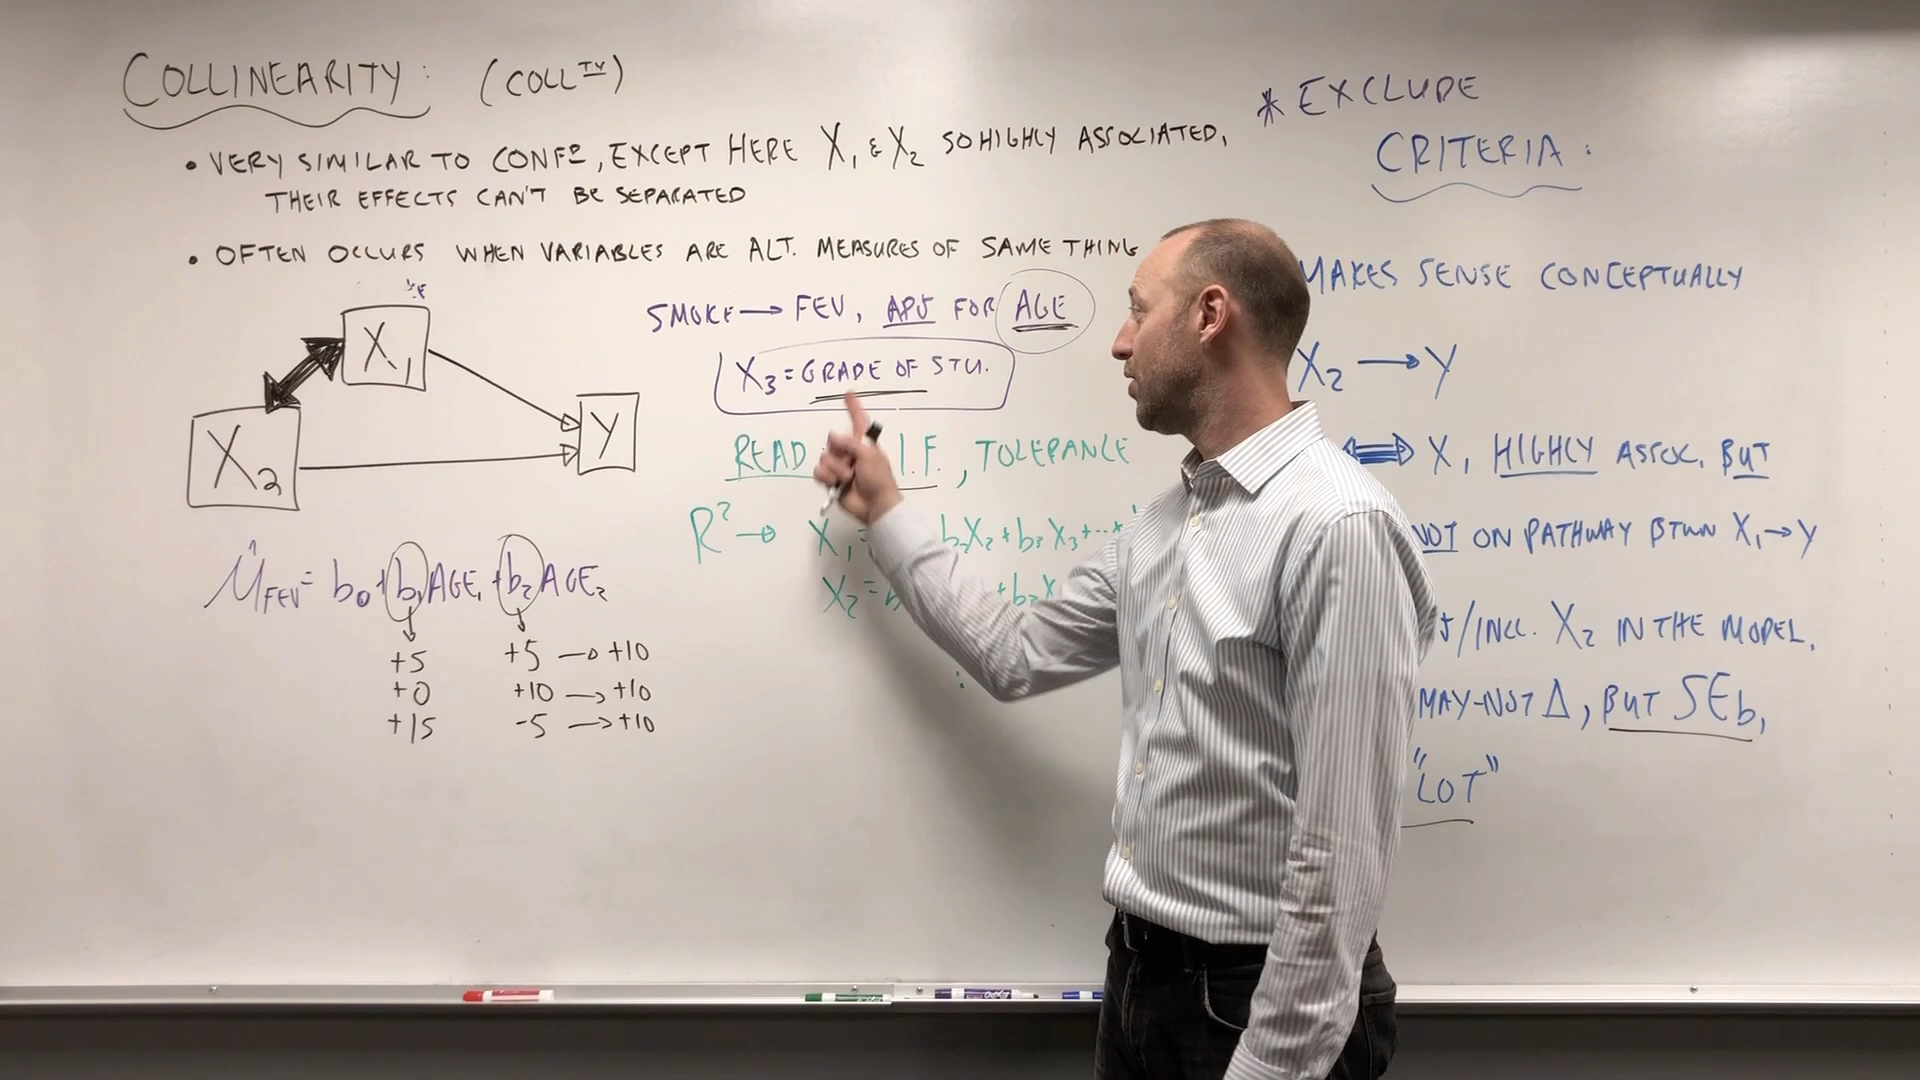 COLLINEARITY: (COLL TY)
• VERY SIMILAR TO CONF, EXCEPT HERE X1 & X2 SO HIGHLY ASSOCIATED,
THEIR EFFECTS CAN'T BE SEPARATED
• OFTEN OCCURS WHEN VARIABLES ARE ALT. MEASURES OF SAME THING
X1
X2
Y
SMOKE → FEV, ADJ FOR AGE
X3 = GRADE OF STU.
READ I.F., TOLERANCE
R² → X1 = b2X2 + b3X3 + ...
X2 = b + b3X
μ̂FEV = b0 + b1AGE1 + b2AGE2
+5 +5 → +10
+0 +10 → +10
+15 -5 → +10
* EXCLUDE
CRITERIA:
MAKES SENSE CONCEPTUALLY
X2 → Y
⇔ X1 HIGHLY ASSOC. BUT
NOT ON PATHWAY BTWN X1 → Y
/INCL. X2 IN THE MODEL,
MAY-NOT Δ, BUT SEb1
"LOT"